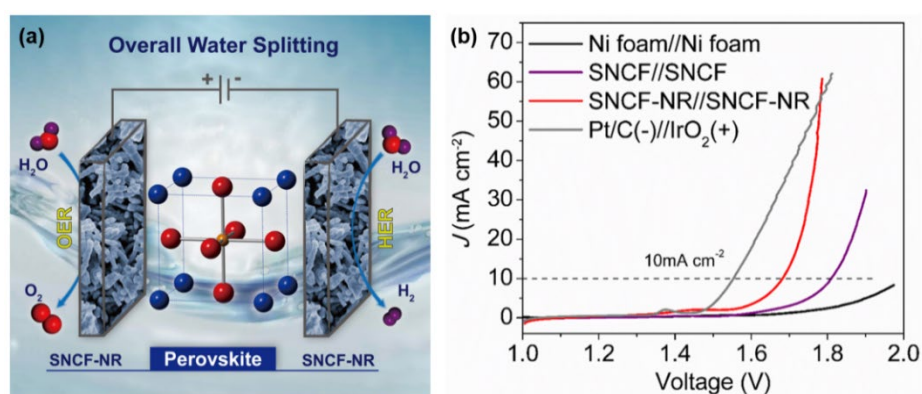 (a)
Overall Water Splitting
+ -
H₂O
H₂O
OER
HER
O₂
H₂
SNCF-NR
Perovskite
SNCF-NR
(b)
Ni foam//Ni foam
SNCF//SNCF
SNCF-NR//SNCF-NR
Pt/C(-)//IrO₂(+)
10mA cm⁻²
J (mA cm⁻²)
70
60
50
40
30
20
10
0
1.0
1.2
1.4
1.6
1.8
2.0
Voltage (V)